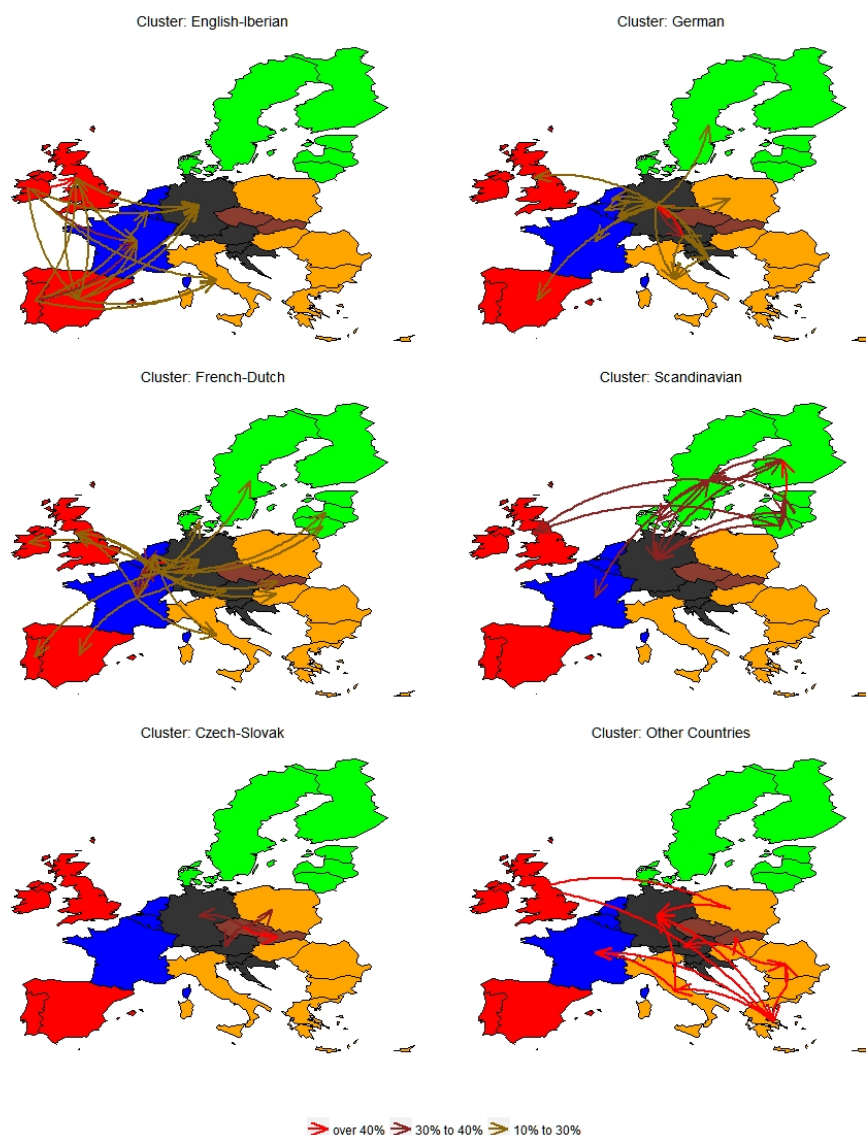 Cluster: English-Iberian
Cluster: German
Cluster: French-Dutch
Cluster: Scandinavian
Cluster: Czech-Slovak
Cluster: Other Countries
over 40% 30% to 40% 10% to 30%